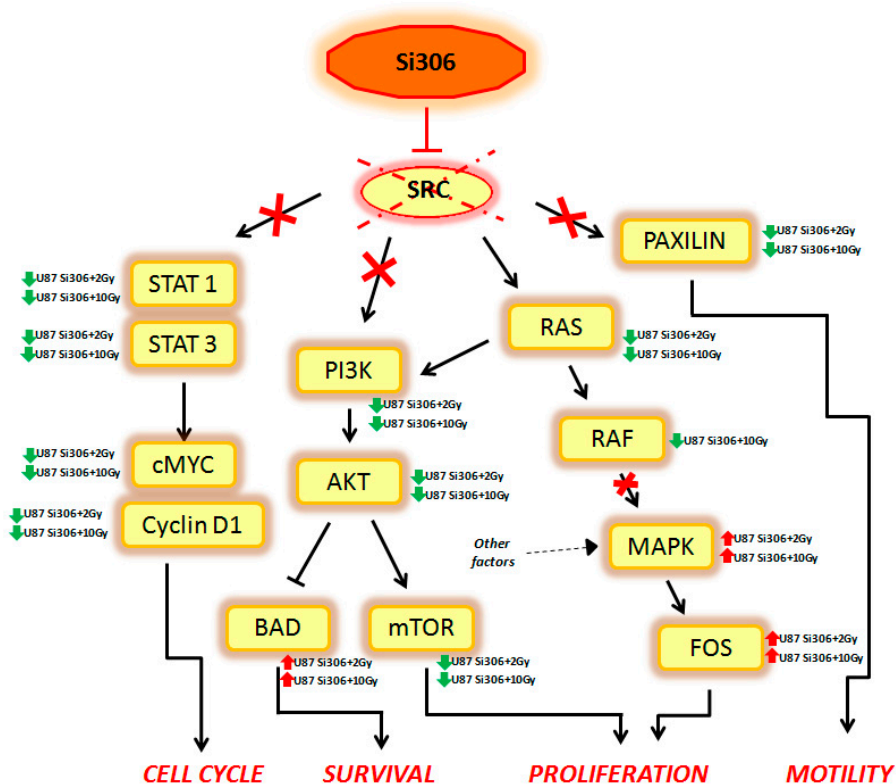 Si306
SRC
PAXILIN
U87 Si306+2Gy
U87 Si306+10Gy
STAT 1
U87 Si306+2Gy
U87 Si306+10Gy
STAT 3
U87 Si306+2Gy
U87 Si306+10Gy
RAS
U87 Si306+2Gy
U87 Si306+10Gy
PI3K
U87 Si306+2Gy
U87 Si306+10Gy
RAF
U87 Si306+10Gy
cMYC
U87 Si306+2Gy
U87 Si306+10Gy
AKT
U87 Si306+2Gy
U87 Si306+10Gy
Cyclin D1
U87 Si306+2Gy
U87 Si306+10Gy
Other
factors
MAPK
U87 Si306+2Gy
U87 Si306+10Gy
BAD
U87 Si306+2Gy
U87 Si306+10Gy
mTOR
U87 Si306+2Gy
U87 Si306+10Gy
FOS
U87 Si306+2Gy
U87 Si306+10Gy
CELL CYCLE
SURVIVAL
PROLIFERATION
MOTILITY